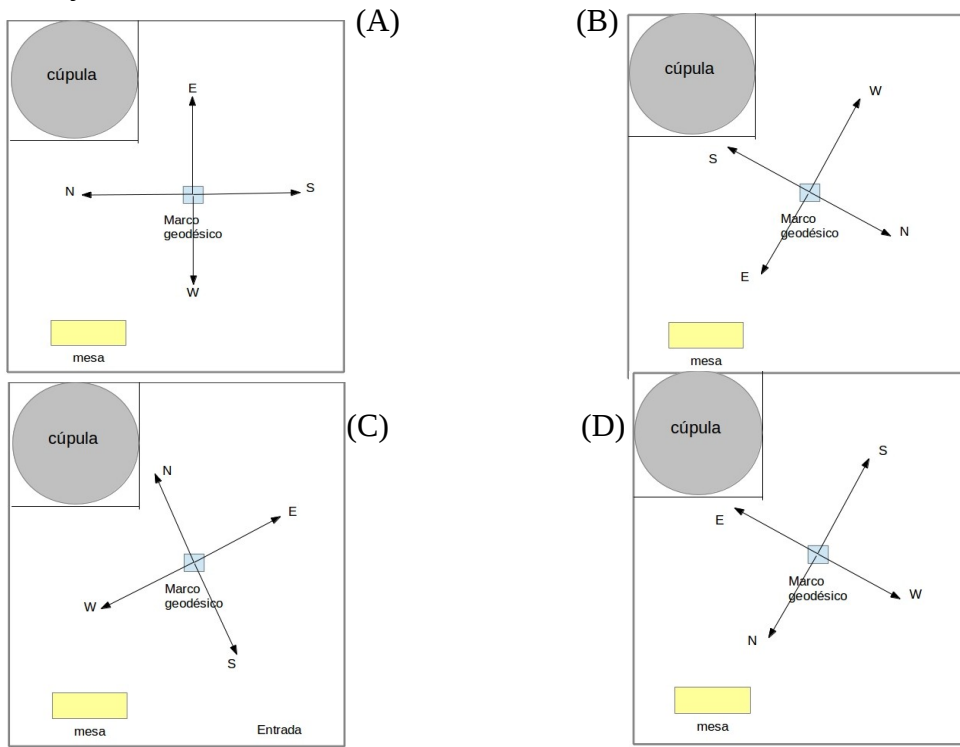 (A)
cúpula
E
N
S
Marco
geodésico
W
mesa
(B)
cúpula
W
S
Marco
geodésico
N
E
mesa
(C)
cúpula
N
E
Marco
geodésico
W
S
mesa
Entrada
(D)
cúpula
S
E
Marco
geodésico
W
N
mesa